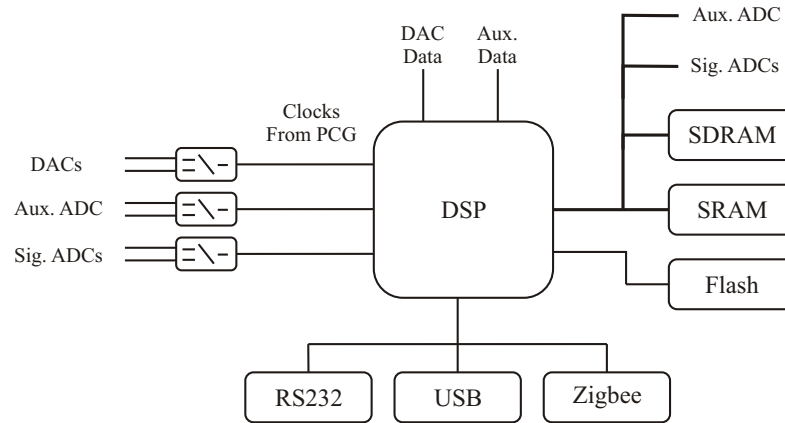 DAC
Data
Aux.
Data
Aux. ADC
Sig. ADCs
Clocks
From PCG
SDRAM
DACs
DSP
SRAM
Aux. ADC
Sig. ADCs
Flash
RS232
USB
Zigbee